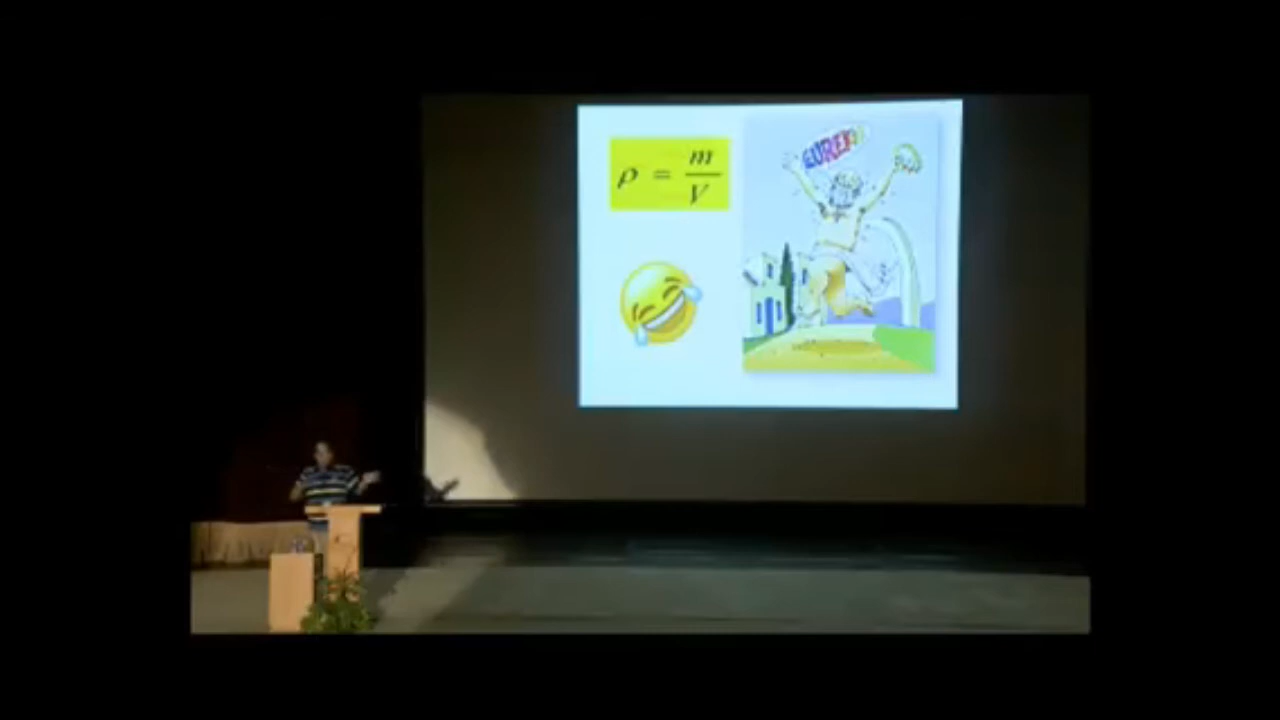 ρ = m/V
EUREKA